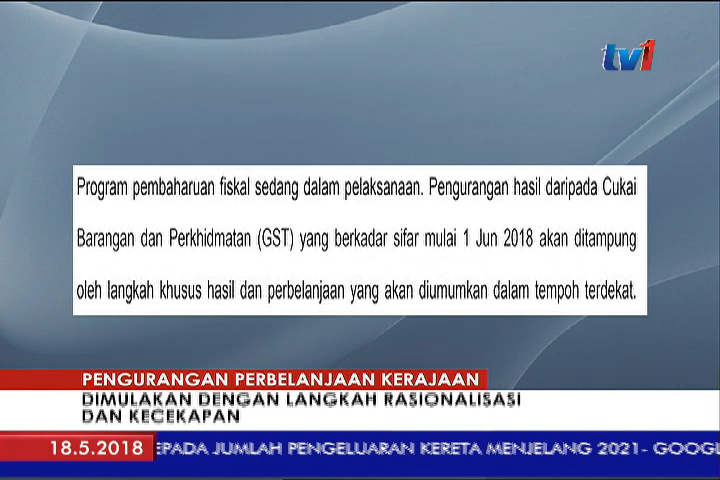 tv1
Program pembaharuan fiskal sedang dalam pelaksanaan. Pengurangan hasil daripada Cukai
Barangan dan Perkhidmatan (GST) yang berkadar sifar mulai 1 Jun 2018 akan ditampung
oleh langkah khusus hasil dan perbelanjaan yang akan diumumkan dalam tempoh terdekat.
PENGURANGAN PERBELANJAAN KERAJAAN
DIMULAKAN DENGAN LANGKAH RASIONALISASI
DAN KECEKAPAN
18.5.2018 EPADA JUMLAH PENGELUARAN KERETA MENJELANG 2021- GOOGL